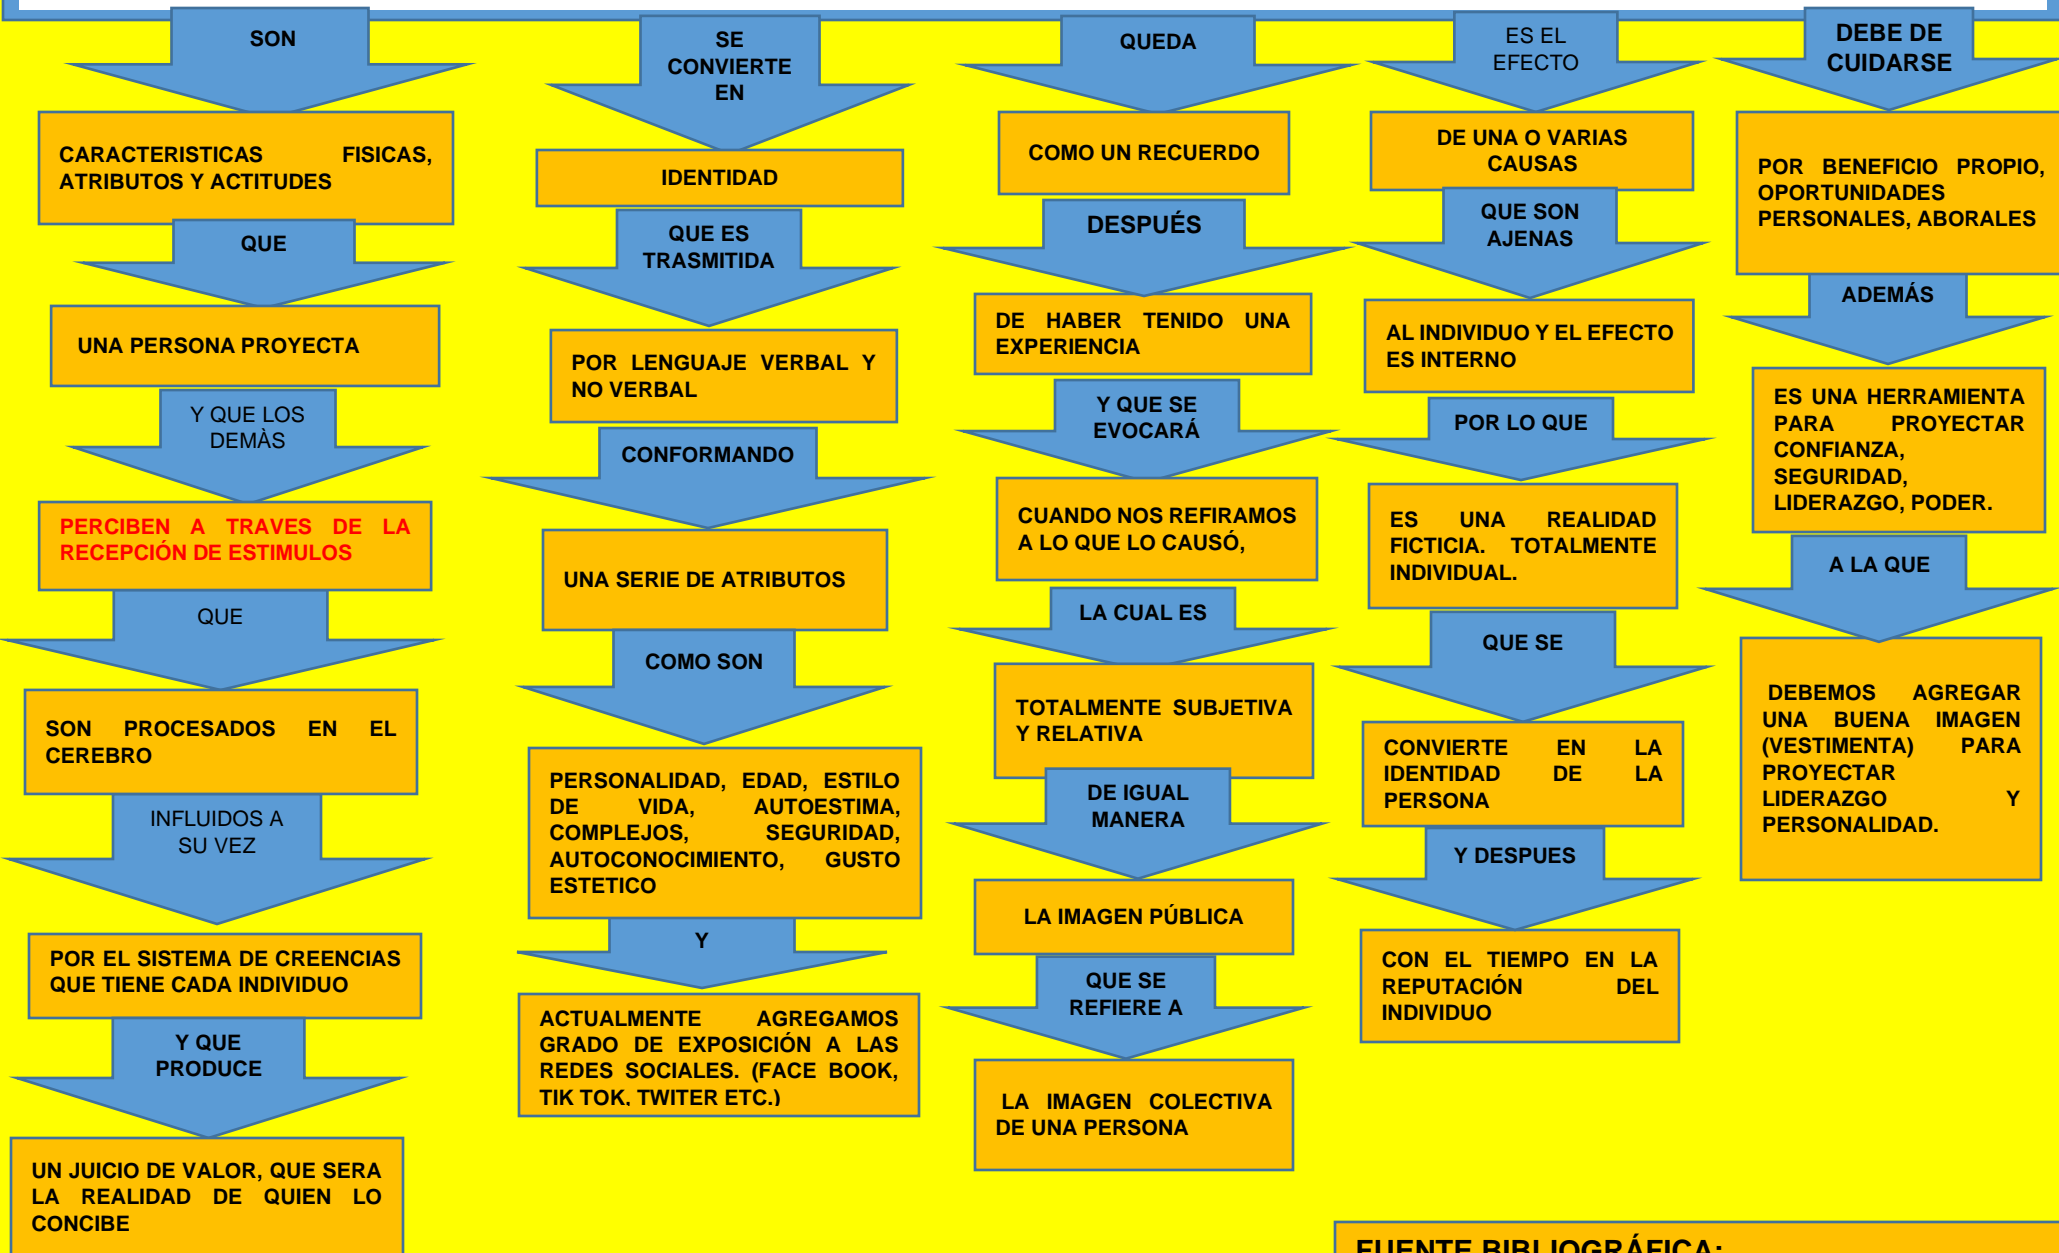 SON
CARACTERISTICAS FISICAS,
ATRIBUTOS Y ACTITUDES
QUE
UNA PERSONA PROYECTA
Y QUE LOS
DEMÀS
PERCIBEN A TRAVES DE LA
RECEPCIÓN DE ESTIMULOS
QUE
SON PROCESADOS EN EL
CEREBRO
INFLUIDOS A
SU VEZ
POR EL SISTEMA DE CREENCIAS
QUE TIENE CADA INDIVIDUO
Y QUE
PRODUCE
UN JUICIO DE VALOR, QUE SERA
LA REALIDAD DE QUIEN LO
CONCIBE
SE
CONVIERTE
EN
IDENTIDAD
QUE ES
TRASMITIDA
POR LENGUAJE VERBAL Y
NO VERBAL
CONFORMANDO
UNA SERIE DE ATRIBUTOS
COMO SON
PERSONALIDAD, EDAD, ESTILO
DE VIDA, AUTOESTIMA,
COMPLEJOS, SEGURIDAD,
AUTOCONOCIMIENTO, GUSTO
ESTETICO
Y
ACTUALMENTE AGREGAMOS
GRADO DE EXPOSICIÓN A LAS
REDES SOCIALES. (FACE BOOK,
TIK TOK, TWITER ETC.)
QUEDA
COMO UN RECUERDO
DESPUÉS
DE HABER TENIDO UNA
EXPERIENCIA
Y QUE SE
EVOCARÁ
CUANDO NOS REFIRAMOS
A LO QUE LO CAUSÓ,
LA CUAL ES
TOTALMENTE SUBJETIVA
Y RELATIVA
DE IGUAL
MANERA
LA IMAGEN PÚBLICA
QUE SE
REFIERE A
LA IMAGEN COLECTIVA
DE UNA PERSONA
ES EL
EFECTO
DE UNA O VARIAS
CAUSAS
QUE SON
AJENAS
AL INDIVIDUO Y EL EFECTO
ES INTERNO
POR LO QUE
ES UNA REALIDAD
FICTICIA. TOTALMENTE
INDIVIDUAL.
QUE SE
CONVIERTE EN LA
IDENTIDAD DE LA
PERSONA
Y DESPUES
CON EL TIEMPO EN LA
REPUTACIÓN DEL
INDIVIDUO
DEBE DE
CUIDARSE
POR BENEFICIO PROPIO,
OPORTUNIDADES
PERSONALES, ABORALES
ADEMÁS
ES UNA HERRAMIENTA
PARA PROYECTAR
CONFIANZA,
SEGURIDAD,
LIDERAZGO, PODER.
A LA QUE
DEBEMOS AGREGAR
UNA BUENA IMAGEN
(VESTIMENTA) PARA
PROYECTAR
LIDERAZGO Y
PERSONALIDAD.
FUENTE BIBLIOGRÁFICA: